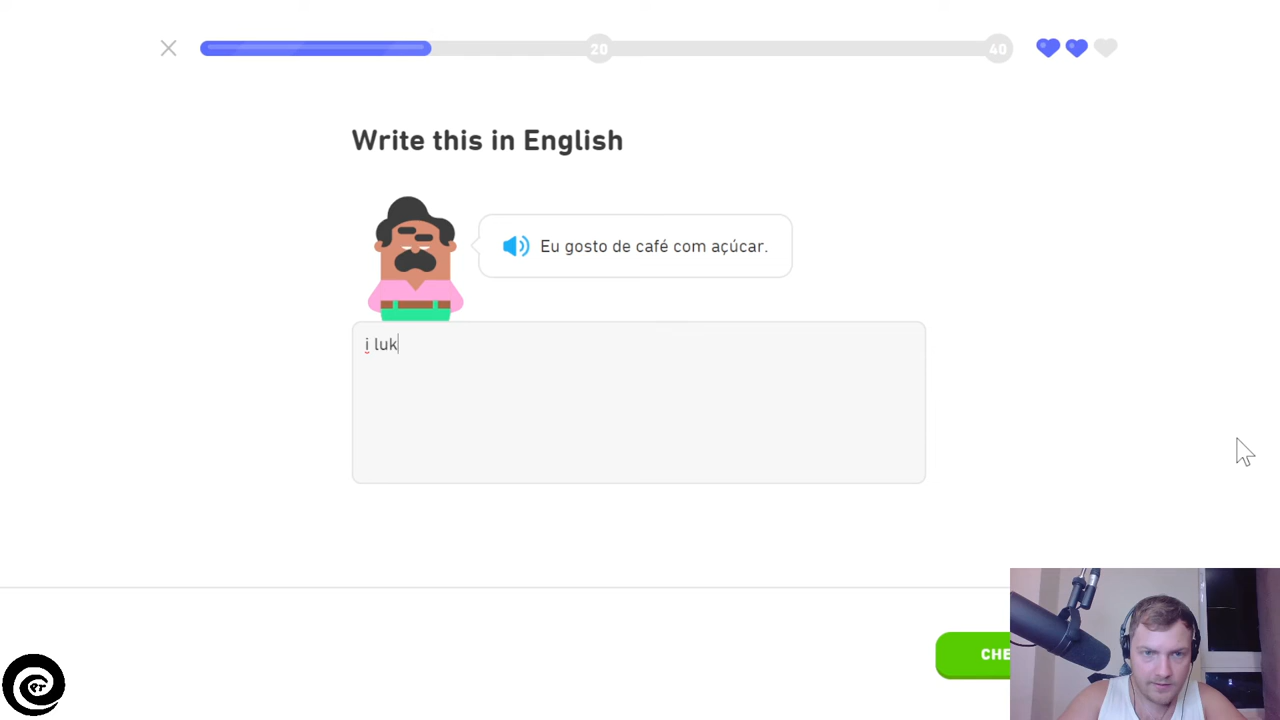 20
40
Write this in English
Eu gosto de café com açúcar.
i luk
CHE